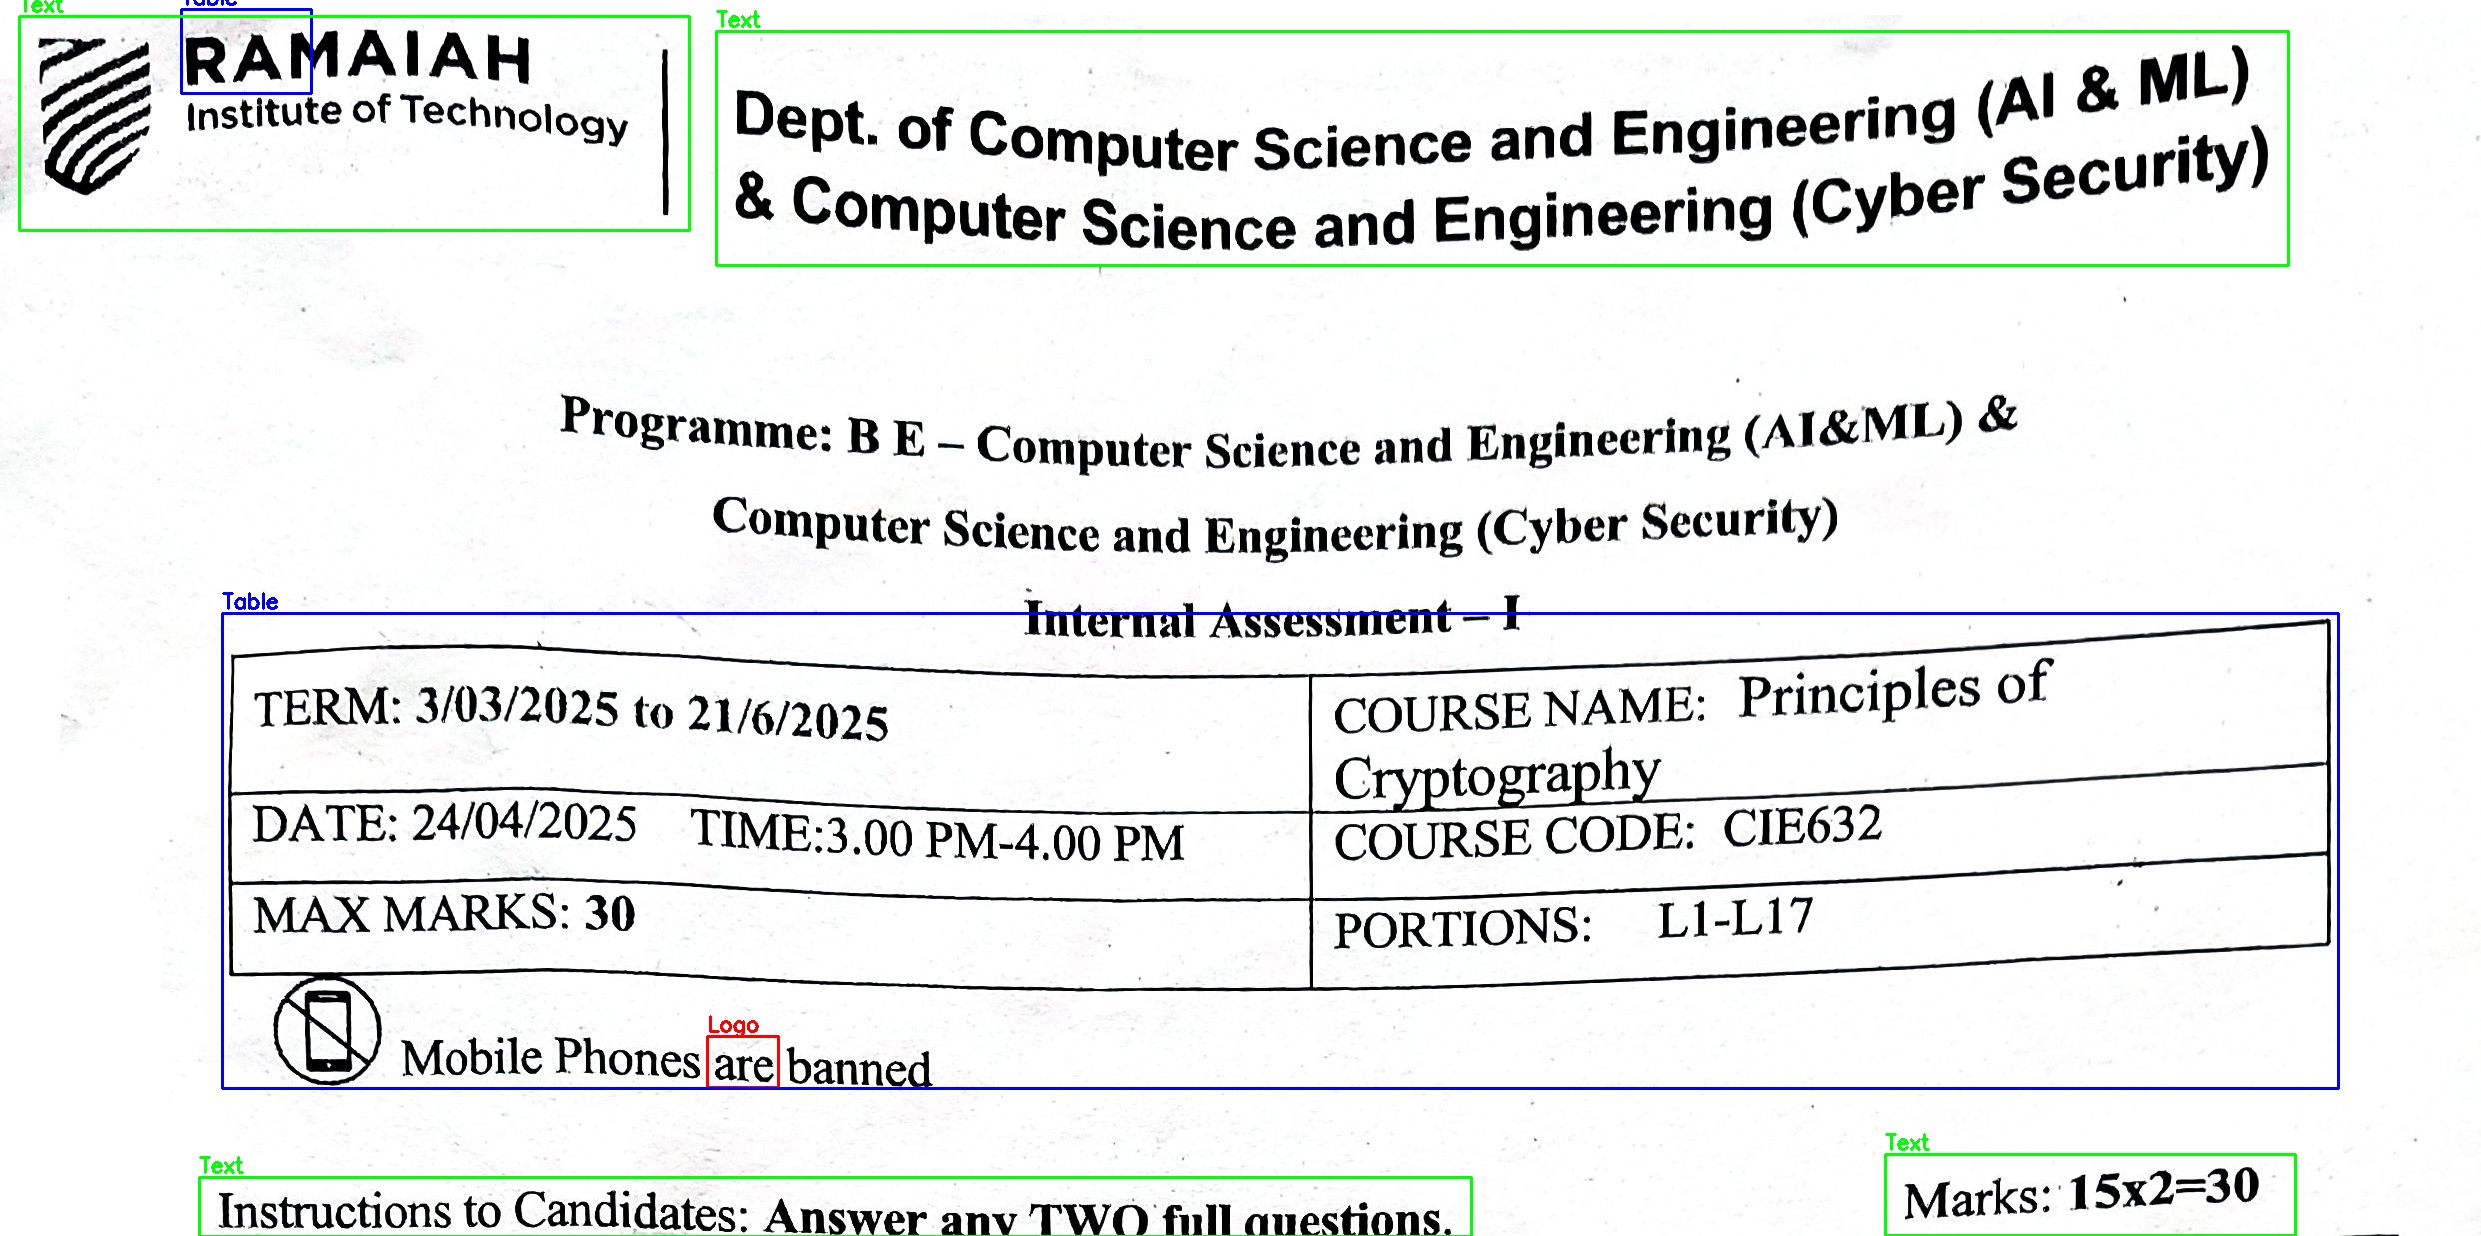 Text
Table
RAMAIAH
Institute of Technology
Text
Dept. of Computer Science and Engineering (AI & ML)
& Computer Science and Engineering (Cyber Security)
Programme: B E – Computer Science and Engineering (AI&ML) &
Computer Science and Engineering (Cyber Security)
Table
Internal Assessment – I
TERM: 3/03/2025 to 21/6/2025
COURSE NAME: Principles of
Cryptography
DATE: 24/04/2025 TIME:3.00 PM-4.00 PM
COURSE CODE: CIE632
MAX MARKS: 30
PORTIONS: L1-L17
Logo
Mobile Phones are banned
Text
Instructions to Candidates: Answer any TWO full questions.
Text
Marks: 15x2=30